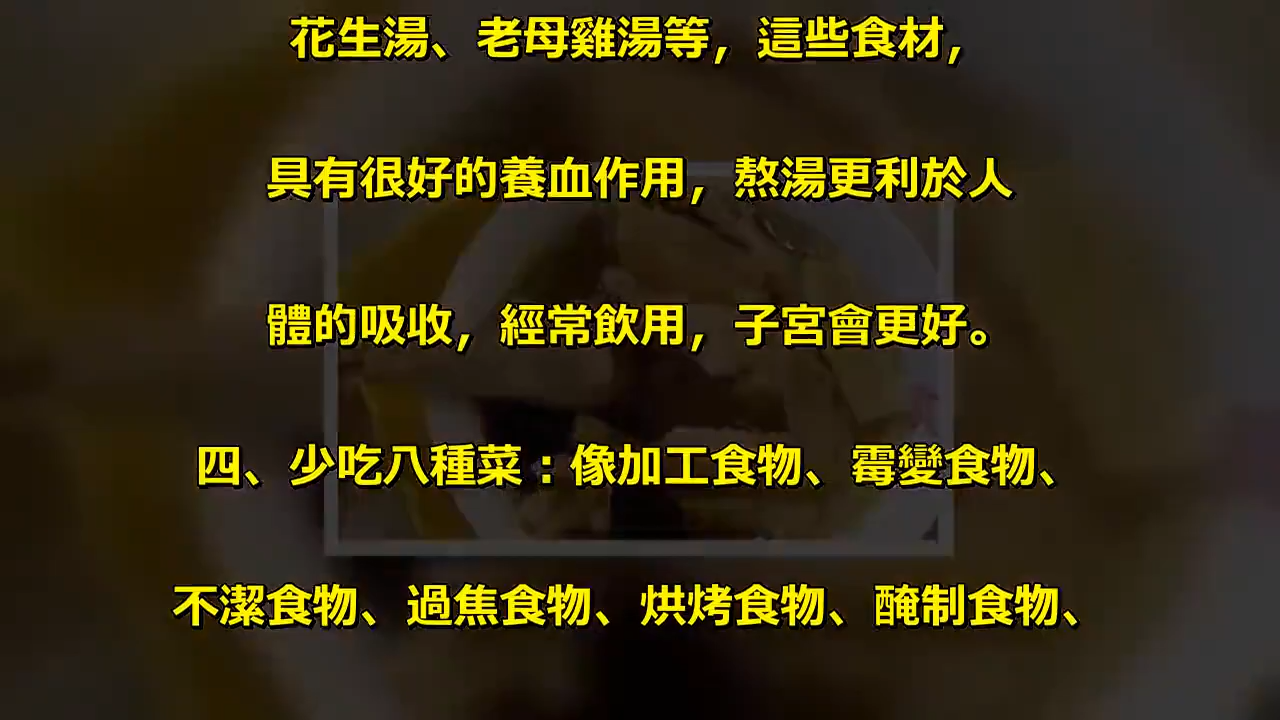 花生湯、老母雞湯等，這些食材，
具有很好的養血作用，熬湯更利於人
體的吸收，經常飲用，子宮會更好。
四、少吃八種菜：像加工食物、霉變食物、
不潔食物、過焦食物、烘烤食物、醃制食物、